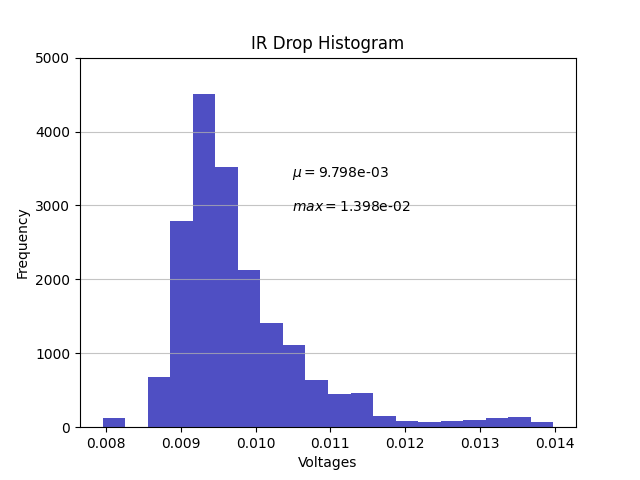 IR Drop Histogram
5000
4000
3000
2000
1000
0
Frequency
μ = 9.798e-03
max = 1.398e-02
0.008 0.009 0.010 0.011 0.012 0.013 0.014
Voltages